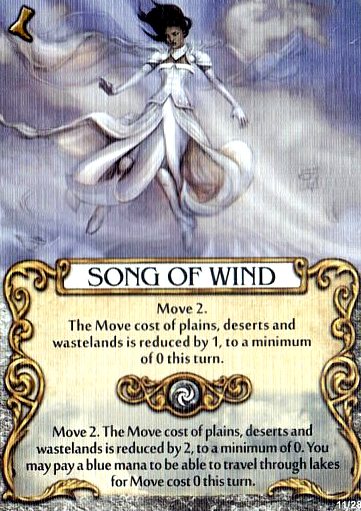 SONG OF WIND
Move 2.
The Move cost of plains, deserts and
wastelands is reduced by 1, to a minimum
of 0 this turn.
Move 2. The Move cost of plains, deserts and
wastelands is reduced by 2, to a minimum of 0. You
may pay a blue mana to be able to travel through lakes
for Move cost 0 this turn.